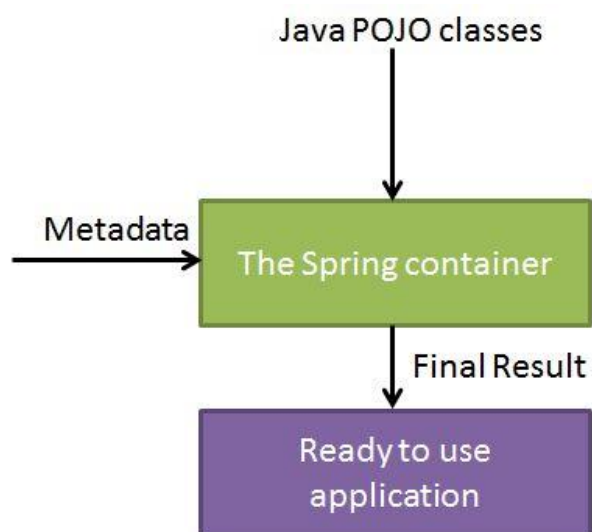 Java POJO classes
Metadata
The Spring container
Final Result
Ready to use
application